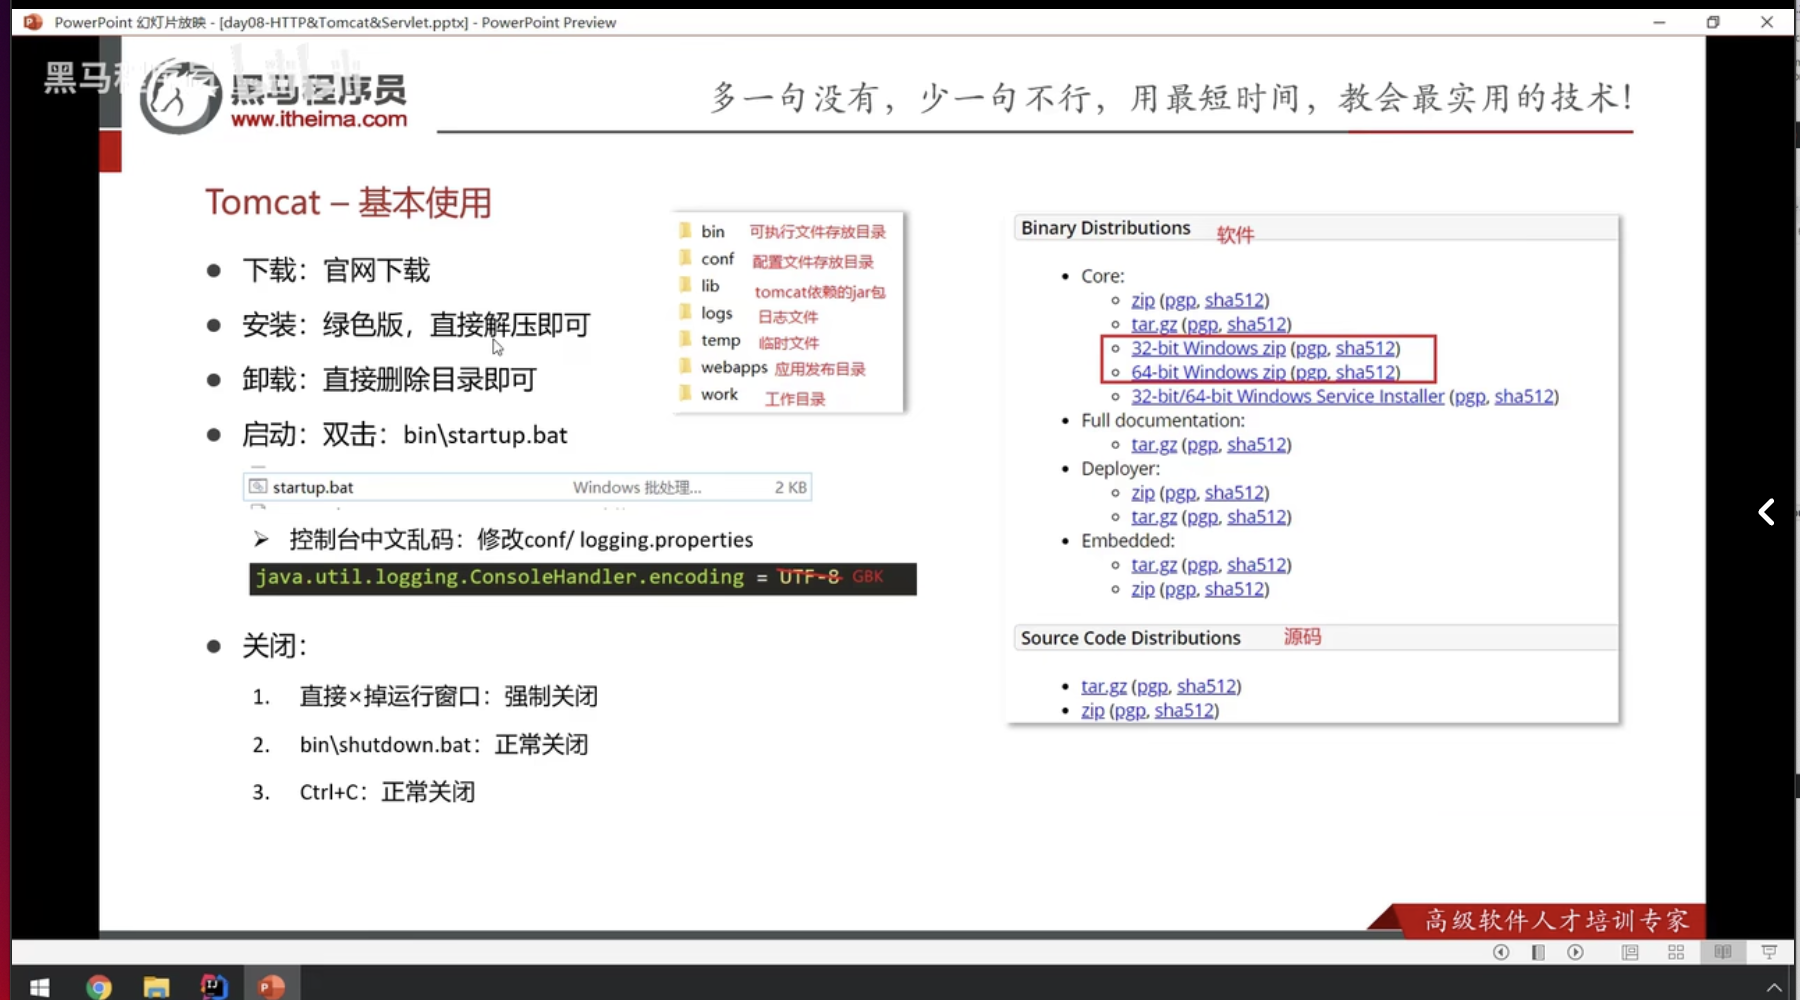 PowerPoint 幻灯片放映 - [day08-HTTP&Tomcat&Servlet.pptx] - PowerPoint Preview
黑马程序员
www.itheima.com
多一句没有，少一句不行，用最短时间，教会最实用的技术！
Tomcat – 基本使用
下载：官网下载
安装：绿色版，直接解压即可
卸载：直接删除目录即可
启动：双击：bin\startup.bat
startup.bat Windows 批处理... 2 KB
控制台中文乱码：修改conf/ logging.properties
java.util.logging.ConsoleHandler.encoding = UTF-8 GBK
关闭：
1. 直接×掉运行窗口：强制关闭
2. bin\shutdown.bat：正常关闭
3. Ctrl+C：正常关闭
bin 可执行文件存放目录
conf 配置文件存放目录
lib tomcat依赖的jar包
logs 日志文件
temp 临时文件
webapps 应用发布目录
work 工作目录
Binary Distributions 软件
Core:
zip (pgp, sha512)
tar.gz (pgp, sha512)
32-bit Windows zip (pgp, sha512)
64-bit Windows zip (pgp, sha512)
32-bit/64-bit Windows Service Installer (pgp, sha512)
Full documentation:
tar.gz (pgp, sha512)
Deployer:
zip (pgp, sha512)
tar.gz (pgp, sha512)
Embedded:
tar.gz (pgp, sha512)
zip (pgp, sha512)
Source Code Distributions 源码
tar.gz (pgp, sha512)
zip (pgp, sha512)
高级软件人才培训专家